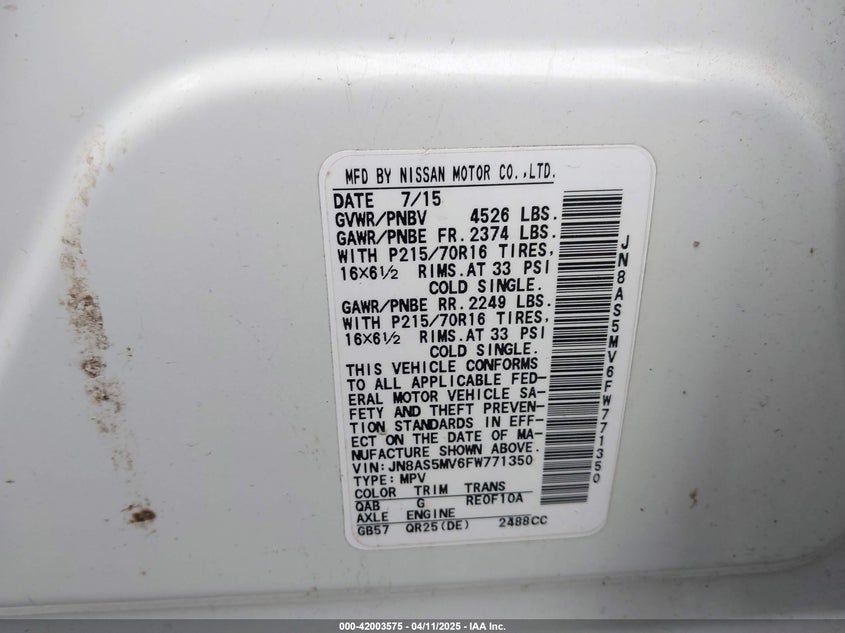 MFD BY NISSAN MOTOR CO.,LTD.
DATE 7/15
GVWR/PNBV 4526 LBS.
GAWR/PNBE FR. 2374 LBS.
WITH P215/70R16 TIRES,
16X6½ RIMS.AT 33 PSI
COLD SINGLE.
GAWR/PNBE RR. 2249 LBS.
WITH P215/70R16 TIRES,
16X6½ RIMS.AT 33 PSI
COLD SINGLE.
THIS VEHICLE CONFORMS
TO ALL APPLICABLE FED-
ERAL MOTOR VEHICLE SA-
FETY AND THEFT PREVEN-
TION STANDARDS IN EFF-
ECT ON THE DATE OF MA-
NUFACTURE SHOWN ABOVE.
VIN:JN8AS5MV6FW771350
TYPE:MPV
COLOR TRIM TRANS
QAB G RE0F10A
AXLE ENGINE
GB57 QR25(DE) 2488CC
JN8AS5MV6FW771350
000-42003575 - 04/11/2025 - IAA Inc.